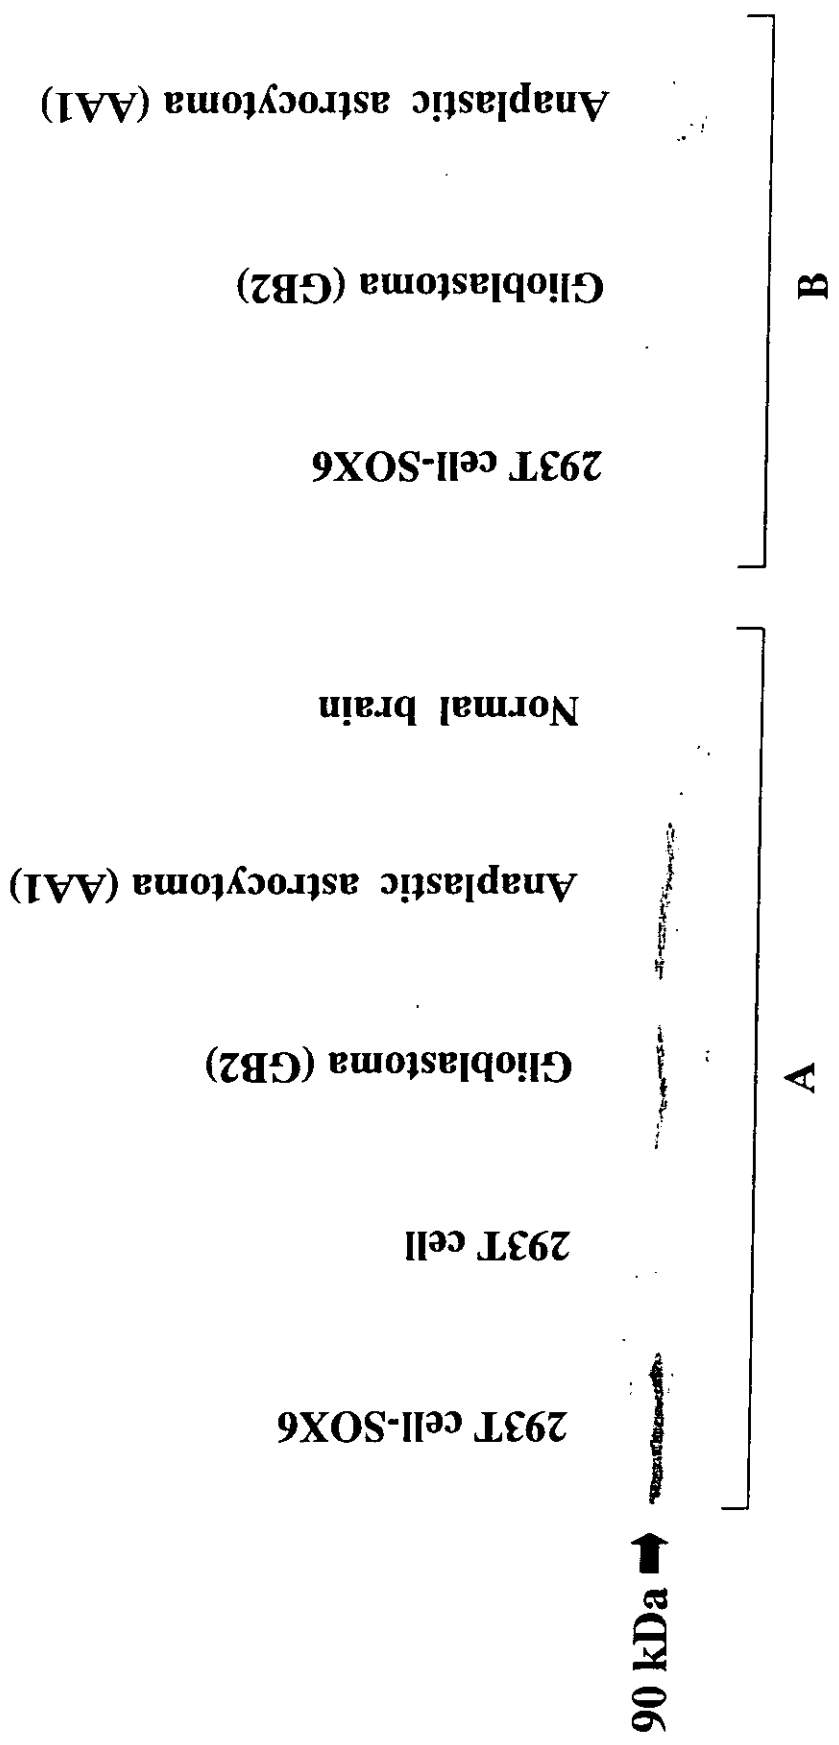 293T cell-SOX6
293T cell
Glioblastoma (GB2)
Anaplastic astrocytoma (AA1)
Normal brain
293T cell-SOX6
Glioblastoma (GB2)
Anaplastic astrocytoma (AA1)
90 kDa
A
B